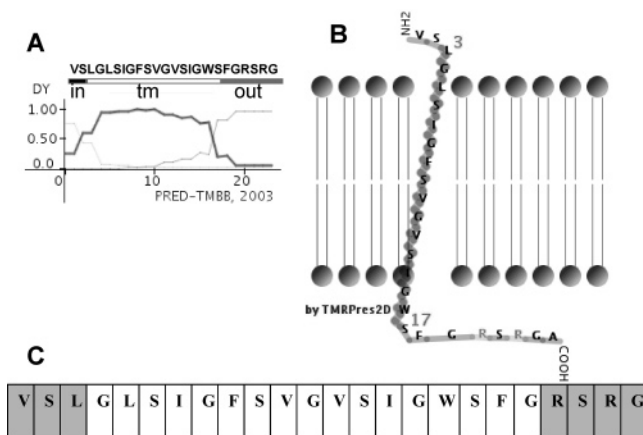 A
VSLGLSIGFSVGVSIGWSFGRSRG
DY in tm out
1.00
0.50
0.0
0 10 20
PRED-TMBB, 2003
B
NH2
V S L 3
G
L
S
I
G
F
S
V
G
V
S
I
G
W
by TMRPres2D
S 17
F G R S R G A
COOH
C
V S L G L S I G F S V G V S I G W S F G R S R G